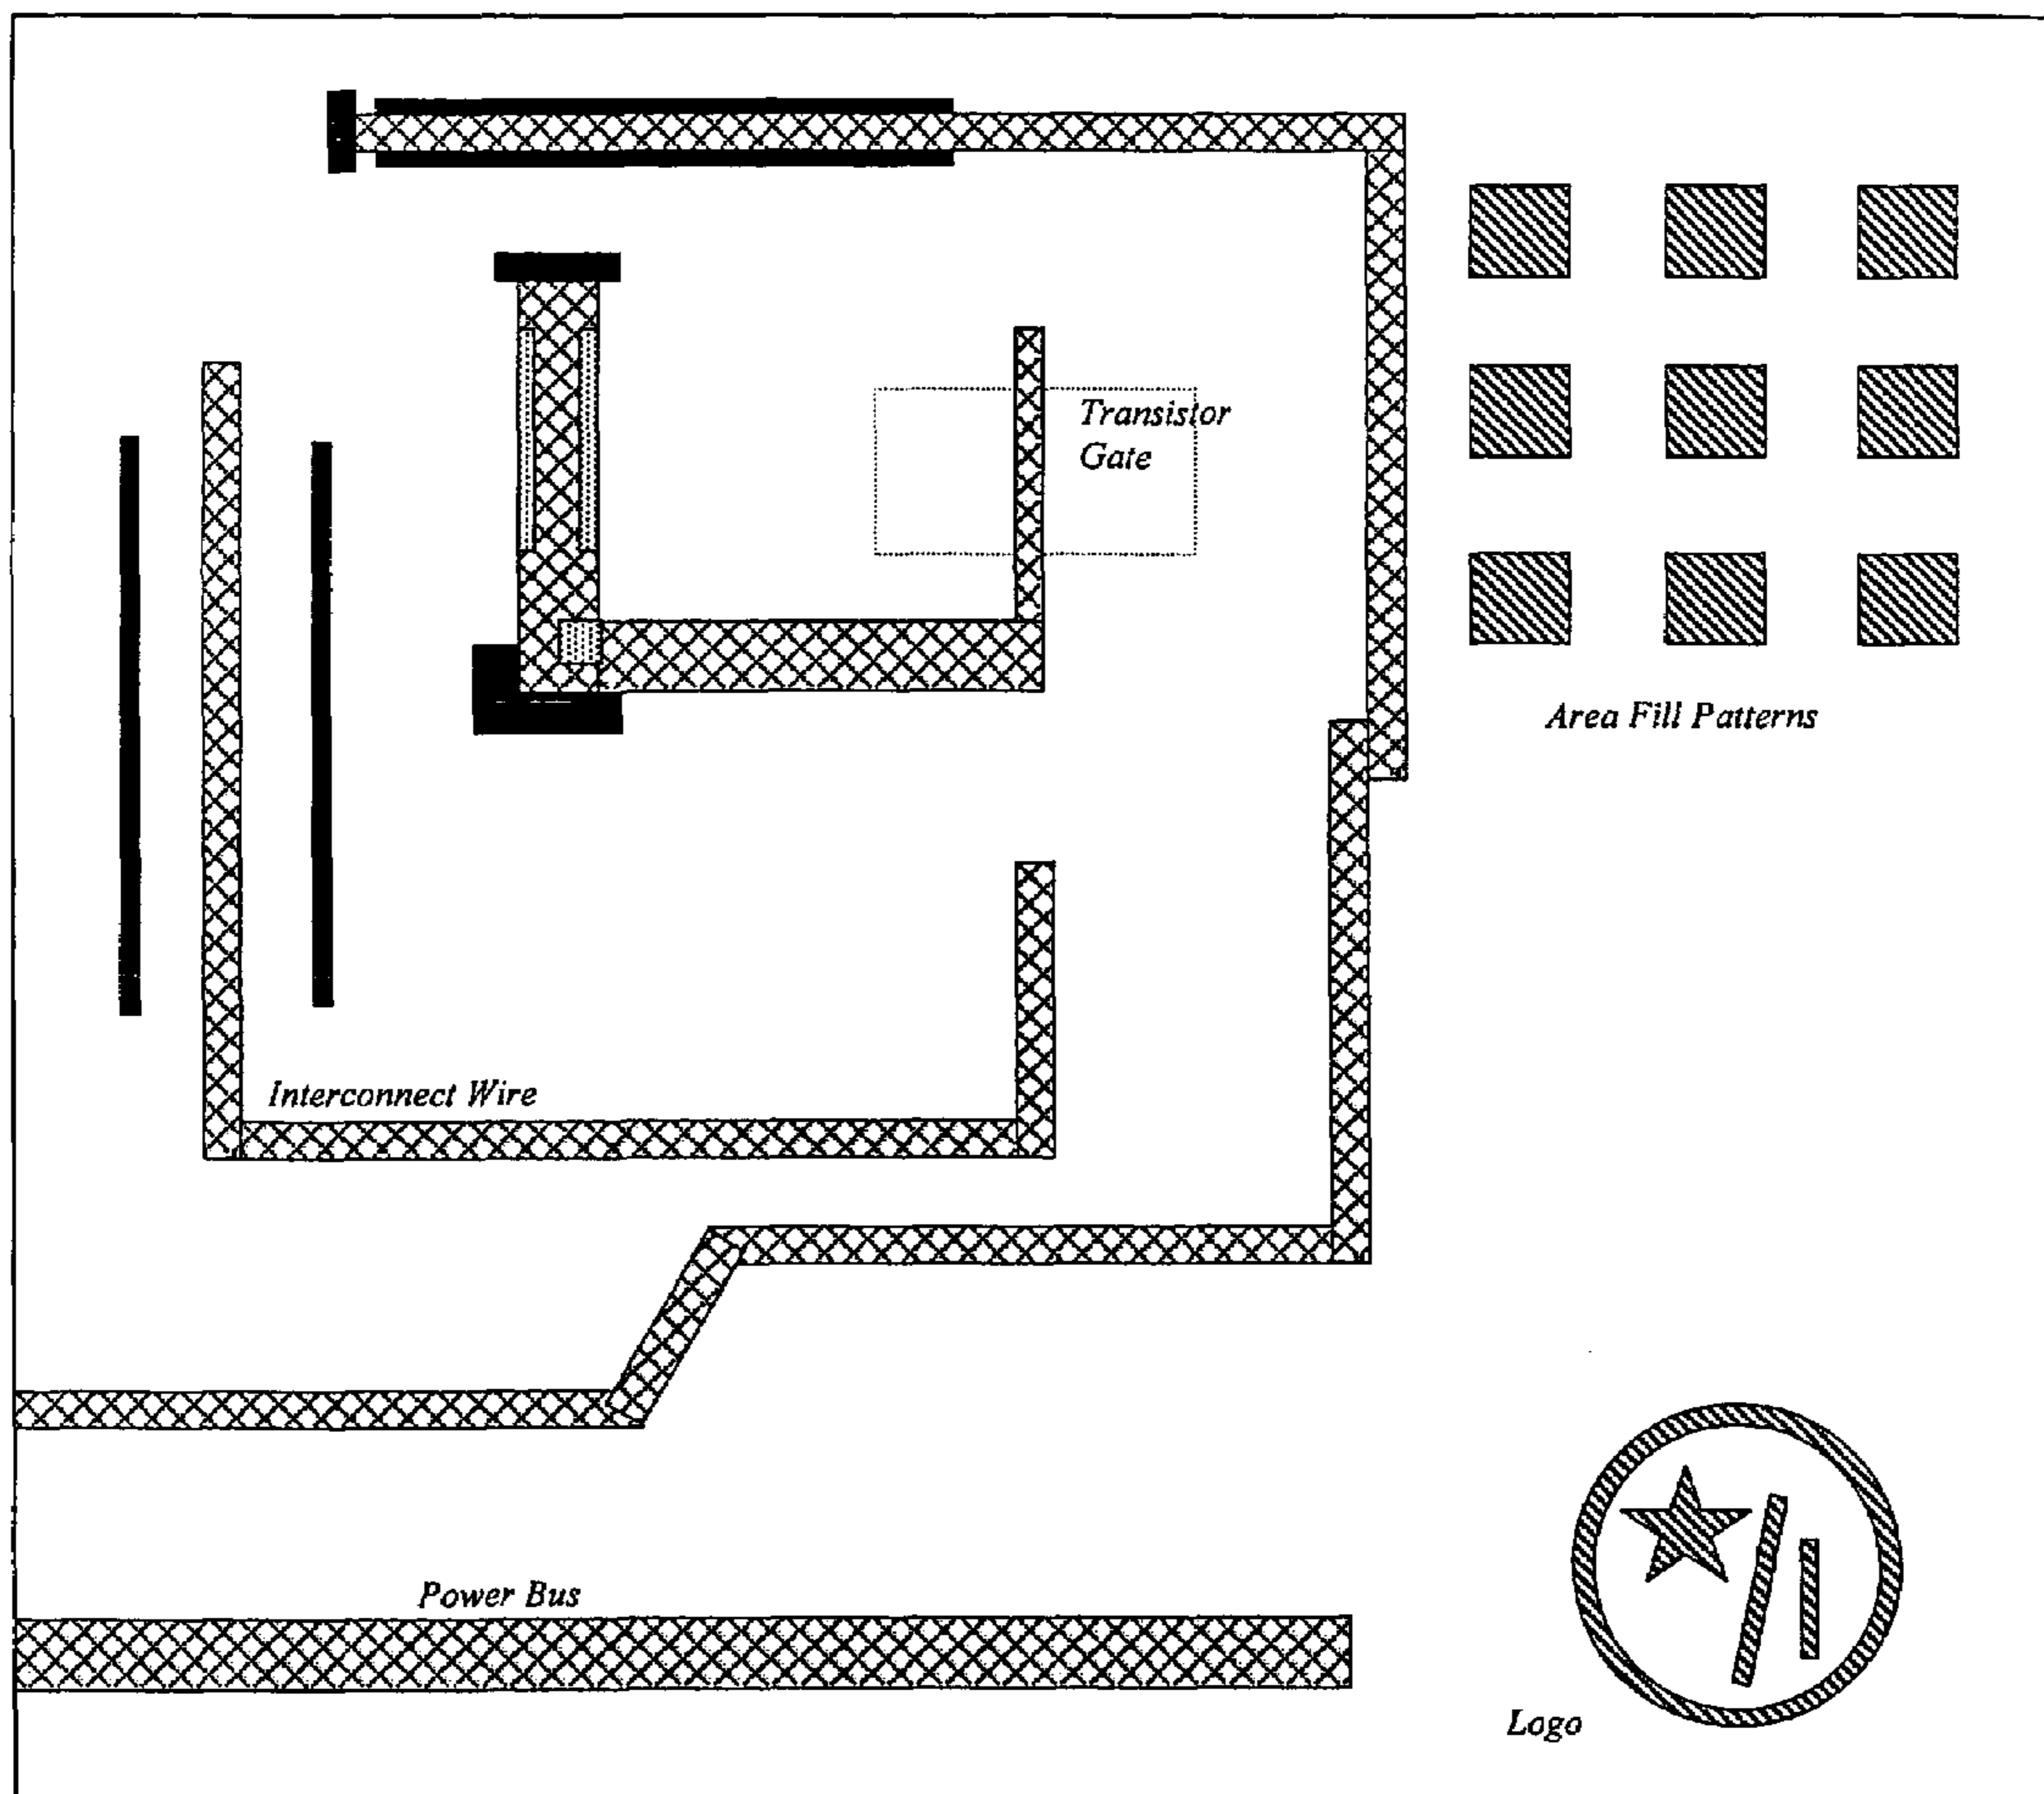 Transistor
Gate
Area Fill Patterns
Interconnect Wire
Power Bus
Logo